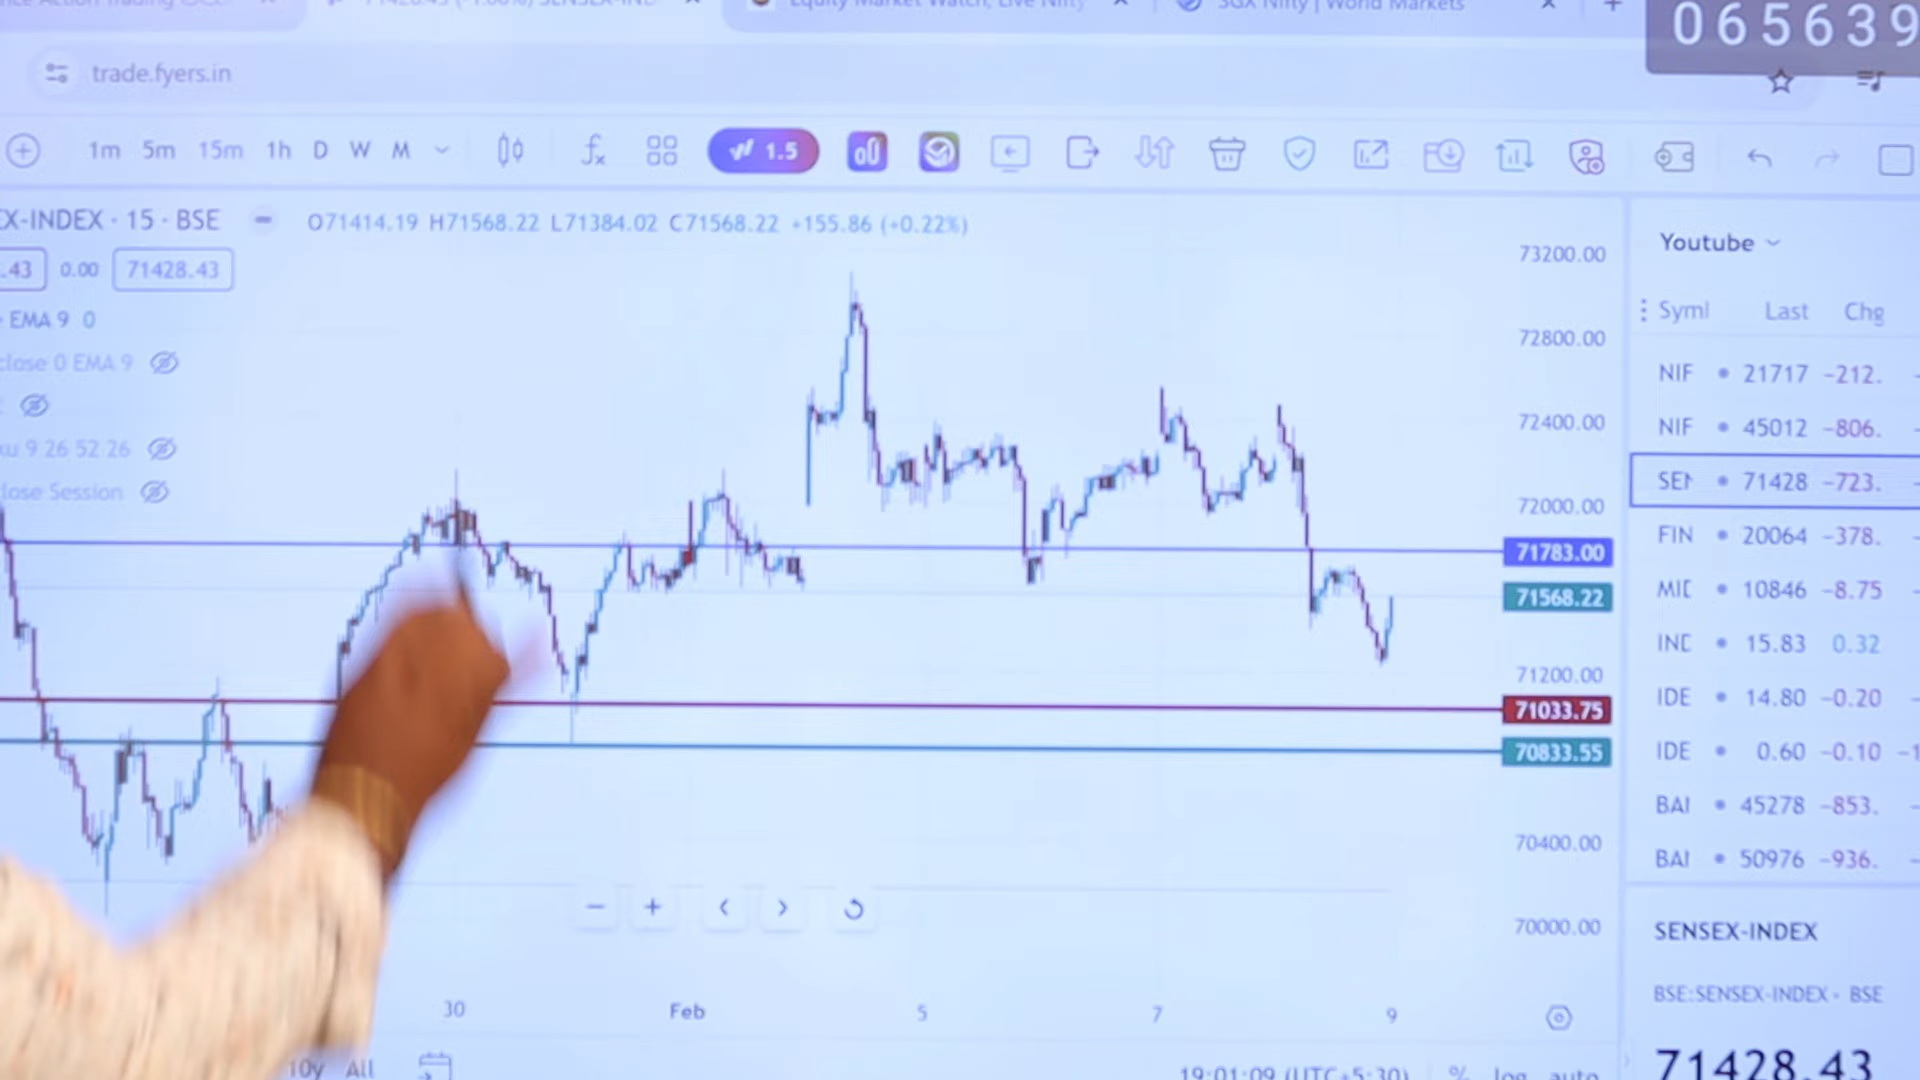 71428.43
Equity Market Watch, Live Nifty
SGX Nifty | World Markets
065639
trade.fyers.in
1m 5m 15m 1h D W M
1.5
X-INDEX · 15 · BSE
O71414.19 H71568.22 L71384.02 C71568.22 +155.86 (+0.22%)
.43 0.00 71428.43
EMA 9 0
close 0 EMA 9
9 26 52 26
lose Session
73200.00
72800.00
72400.00
72000.00
71783.00
71568.22
71200.00
71033.75
70833.55
70400.00
70000.00
30 Feb 5 7 9
10y All
19:01:09 (UTC+5:30) % log auto
Youtube
Syml Last Chg
NIF 21717 -212.
NIF 45012 -806.
SEN 71428 -723.
FIN 20064 -378.
MID 10846 -8.75
IND 15.83 0.32
IDE 14.80 -0.20
IDE 0.60 -0.10 -1
BAI 45278 -853.
BAI 50976 -936.
SENSEX-INDEX
BSE:SENSEX-INDEX · BSE
71428.43